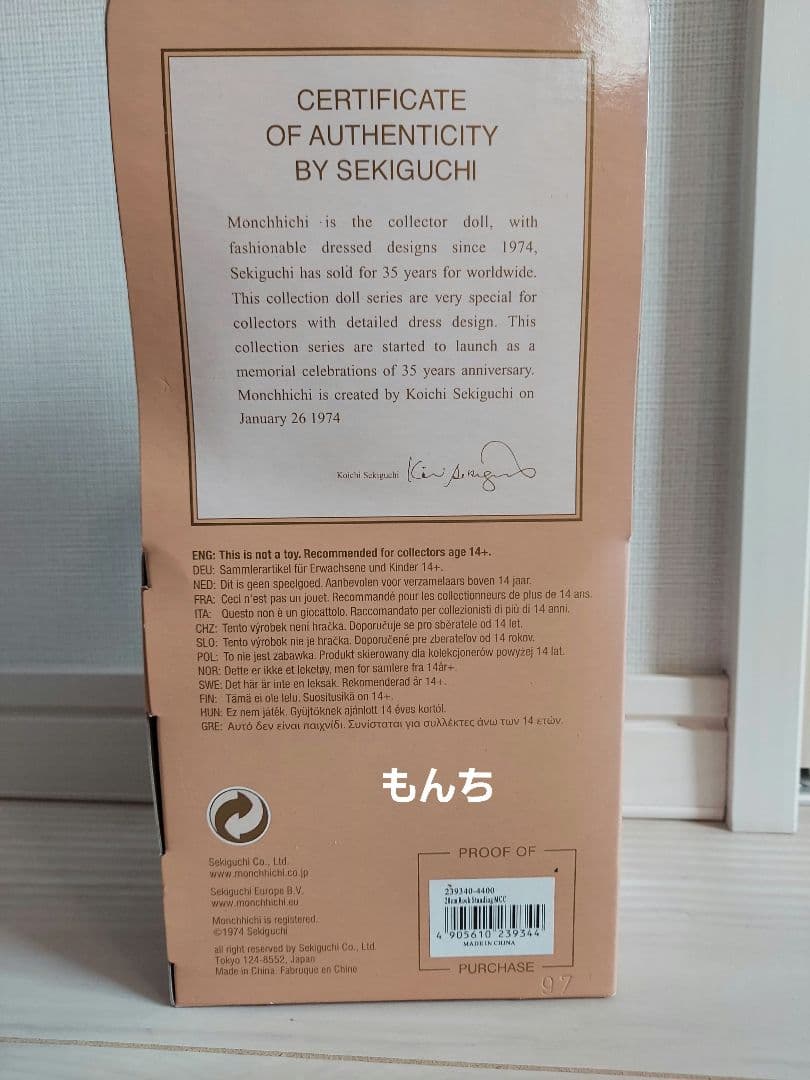 CERTIFICATE
OF AUTHENTICITY
BY SEKIGUCHI
Monchhichi is the collector doll, with
fashionable dressed designs since 1974,
Sekiguchi has sold for 35 years for worldwide.
This collection doll series are very special for
collectors with detailed dress design. This
collection series are started to launch as a
memorial celebrations of 35 years anniversary.
Monchhichi is created by Koichi Sekiguchi on
January 26 1974
Koichi Sekiguchi
ENG: This is not a toy. Recommended for collectors age 14+.
DEU: Sammlerartikel für Erwachsene und Kinder 14+.
NED: Dit is geen speelgoed. Aanbevolen voor verzamelaars boven 14 jaar.
FRA: Ceci n'est pas un jouet. Recommandé pour les collectionneurs de plus de 14 ans.
ITA: Questo non è un giocattolo. Raccomandato per collezionisti di più di 14 anni.
CHZ: Tento výrobek není hračka. Doporučuje se pro sběratele od 14 let.
SLO: Tento výrobok nie je hračka. Doporučené pre zberateľov od 14 rokov.
POL: To nie jest zabawka. Produkt skierowany dla kolekcjonerów powyżej 14 lat.
NOR: Dette er ikke et leketøy, men for samlere fra 14år+.
SWE: Det här är inte en leksak. Rekomenderad år 14+.
FIN: Tämä ei ole lelu. Suositusikä on 14+.
HUN: Ez nem játék. Gyüjtöknek ajánlott 14 éves kortól.
GRE: Αυτό δεν είναι παιχνίδι. Συνίσταται για συλλέκτες άνω των 14 ετών.
もんち
Sekiguchi Co., Ltd.
www.monchhichi.co.jp
Sekiguchi Europe B.V.
www.monchhichi.eu
Monchhichi is registered.
©1974 Sekiguchi
all right reserved by Sekiguchi Co., Ltd.
Tokyo 124-8552, Japan
Made in China. Fabruque en Chine
PROOF OF
239340-4400
20cm Rock Standing MCC
4 905610 239344
MADE IN CHINA
PURCHASE
97